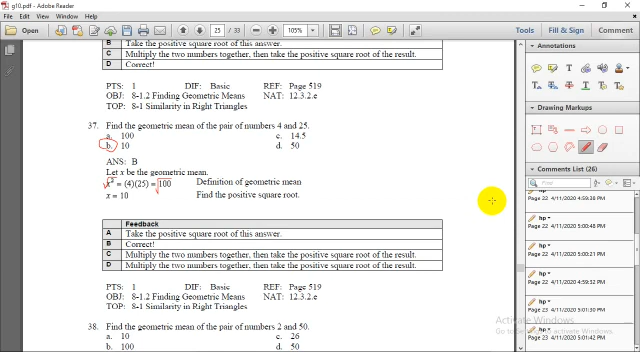 g10.pdf - Adobe Reader
File Edit View Window Help
Open 25 / 33 105% Tools Fill & Sign Comment
B Take the positive square root of this answer.
C Multiply the two numbers together, then take the positive square root of the result.
D Correct!
PTS: 1 DIF: Basic REF: Page 519
OBJ: 8-1.2 Finding Geometric Means NAT: 12.3.2.e
TOP: 8-1 Similarity in Right Triangles
37. Find the geometric mean of the pair of numbers 4 and 25.
a. 100 c. 14.5
b. 10 d. 50
ANS: B
Let x be the geometric mean.
x² = (4)(25) = 100 Definition of geometric mean
x = 10 Find the positive square root.
Feedback
A Take the positive square root of this answer.
B Correct!
C Multiply the two numbers together, then take the positive square root of the result.
D Multiply the two numbers together, then take the positive square root of the result.
PTS: 1 DIF: Basic REF: Page 519
OBJ: 8-1.2 Finding Geometric Means NAT: 12.3.2.e
TOP: 8-1 Similarity in Right Triangles
38. Find the geometric mean of the pair of numbers 2 and 50.
a. 10 c. 26
b. 100 d. 50
Annotations
Drawing Markups
Comments List (26)
Find
Page 22 4/11/2020 4:59:28 PM
hp
Page 22 4/11/2020 5:00:48 PM
hp
Page 22 4/11/2020 5:00:21 PM
hp
Page 22 4/11/2020 4:59:32 PM
hp
Page 23 4/11/2020 5:01:30 PM
hp
Page 23 4/11/2020 5:01:42 PM
Activate Windows
Go to Settings to activate Windows.